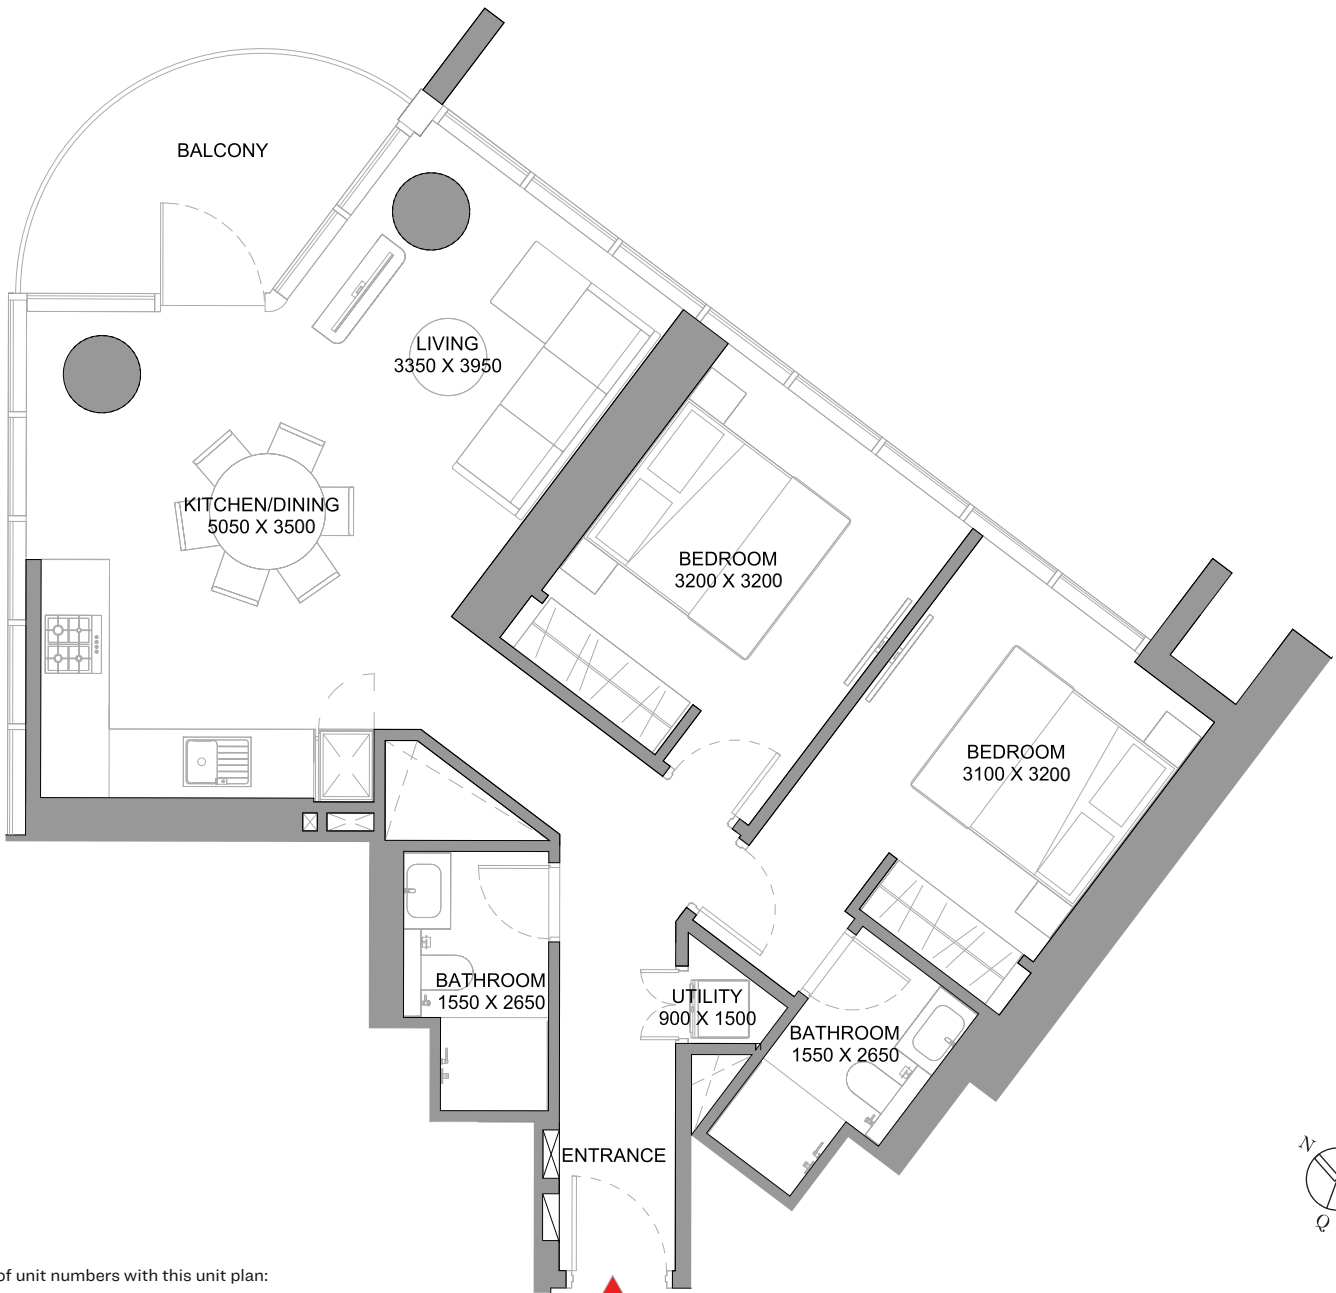 BALCONY
LIVING
3350 X 3950
KITCHEN/DINING
5050 X 3500
BEDROOM
3200 X 3200
BEDROOM
3100 X 3200
BATHROOM
1550 X 2650
UTILITY
900 X 1500
BATHROOM
1550 X 2650
ENTRANCE
N
Q
of unit numbers with this unit plan: